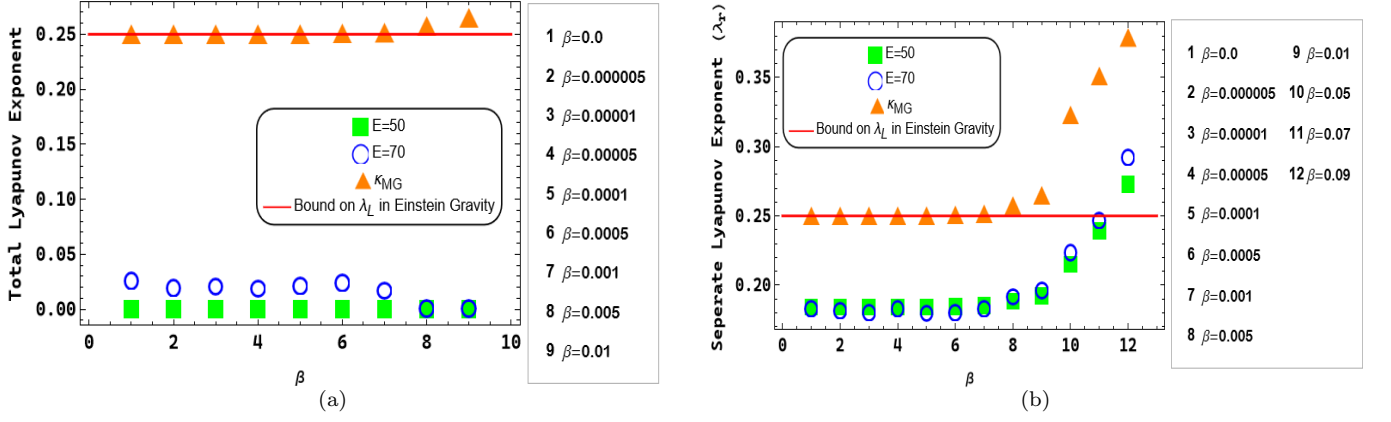 Total Lyapunov Exponent
0.25
0.20
0.15
0.10
0.05
0.00
0 2 4 6 8 10
β
E=50
E=70
κMG
Bound on λL in Einstein Gravity
1 β=0.0
2 β=0.000005
3 β=0.00001
4 β=0.00005
5 β=0.0001
6 β=0.0005
7 β=0.001
8 β=0.005
9 β=0.01
(a)
Seperate Lyapunov Exponent (λr)
0.35
0.30
0.25
0.20
0 2 4 6 8 10 12
β
E=50
E=70
κMG
Bound on λL in Einstein Gravity
1 β=0.0 9 β=0.01
2 β=0.000005 10 β=0.05
3 β=0.00001 11 β=0.07
4 β=0.00005 12 β=0.09
5 β=0.0001
6 β=0.0005
7 β=0.001
8 β=0.005
(b)